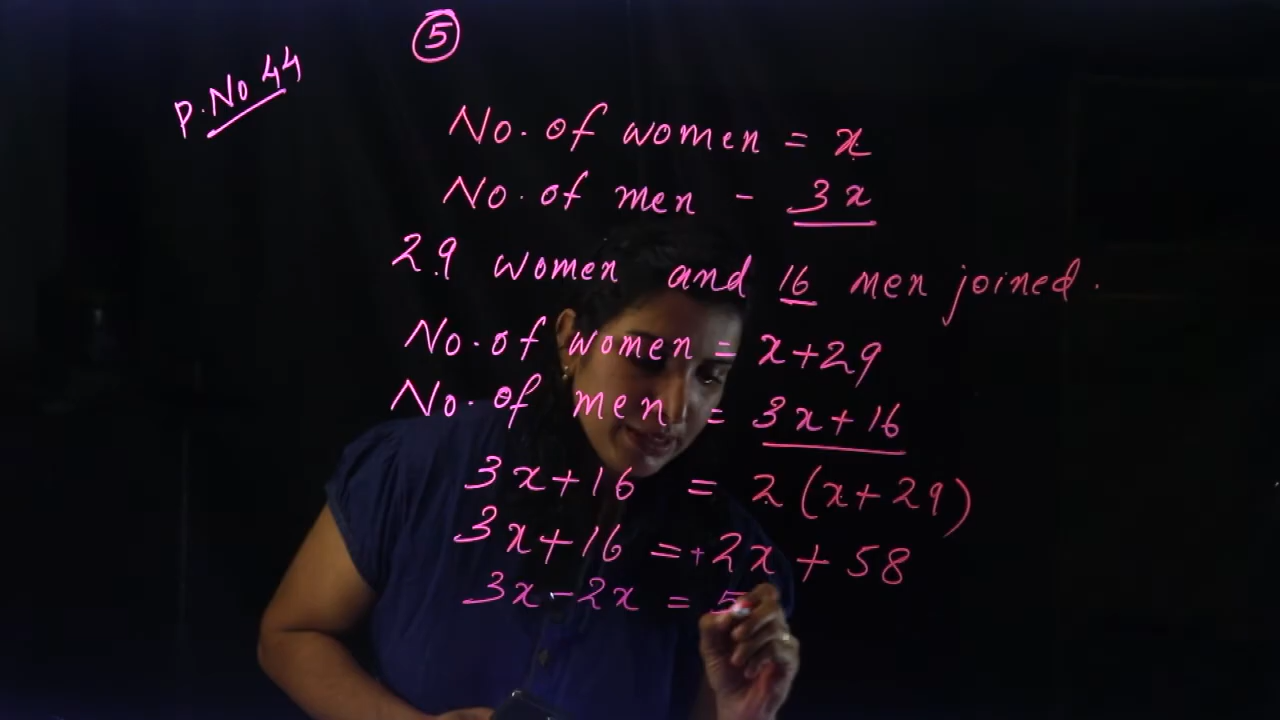 5
P.No 44
No. of women = x
No. of men - 3x
29 women and 16 men joined.
No. of women = x+29
No. of men = 3x+16
3x+16 = 2(x+29)
3x+16 =+2x+58
3x-2x = 5